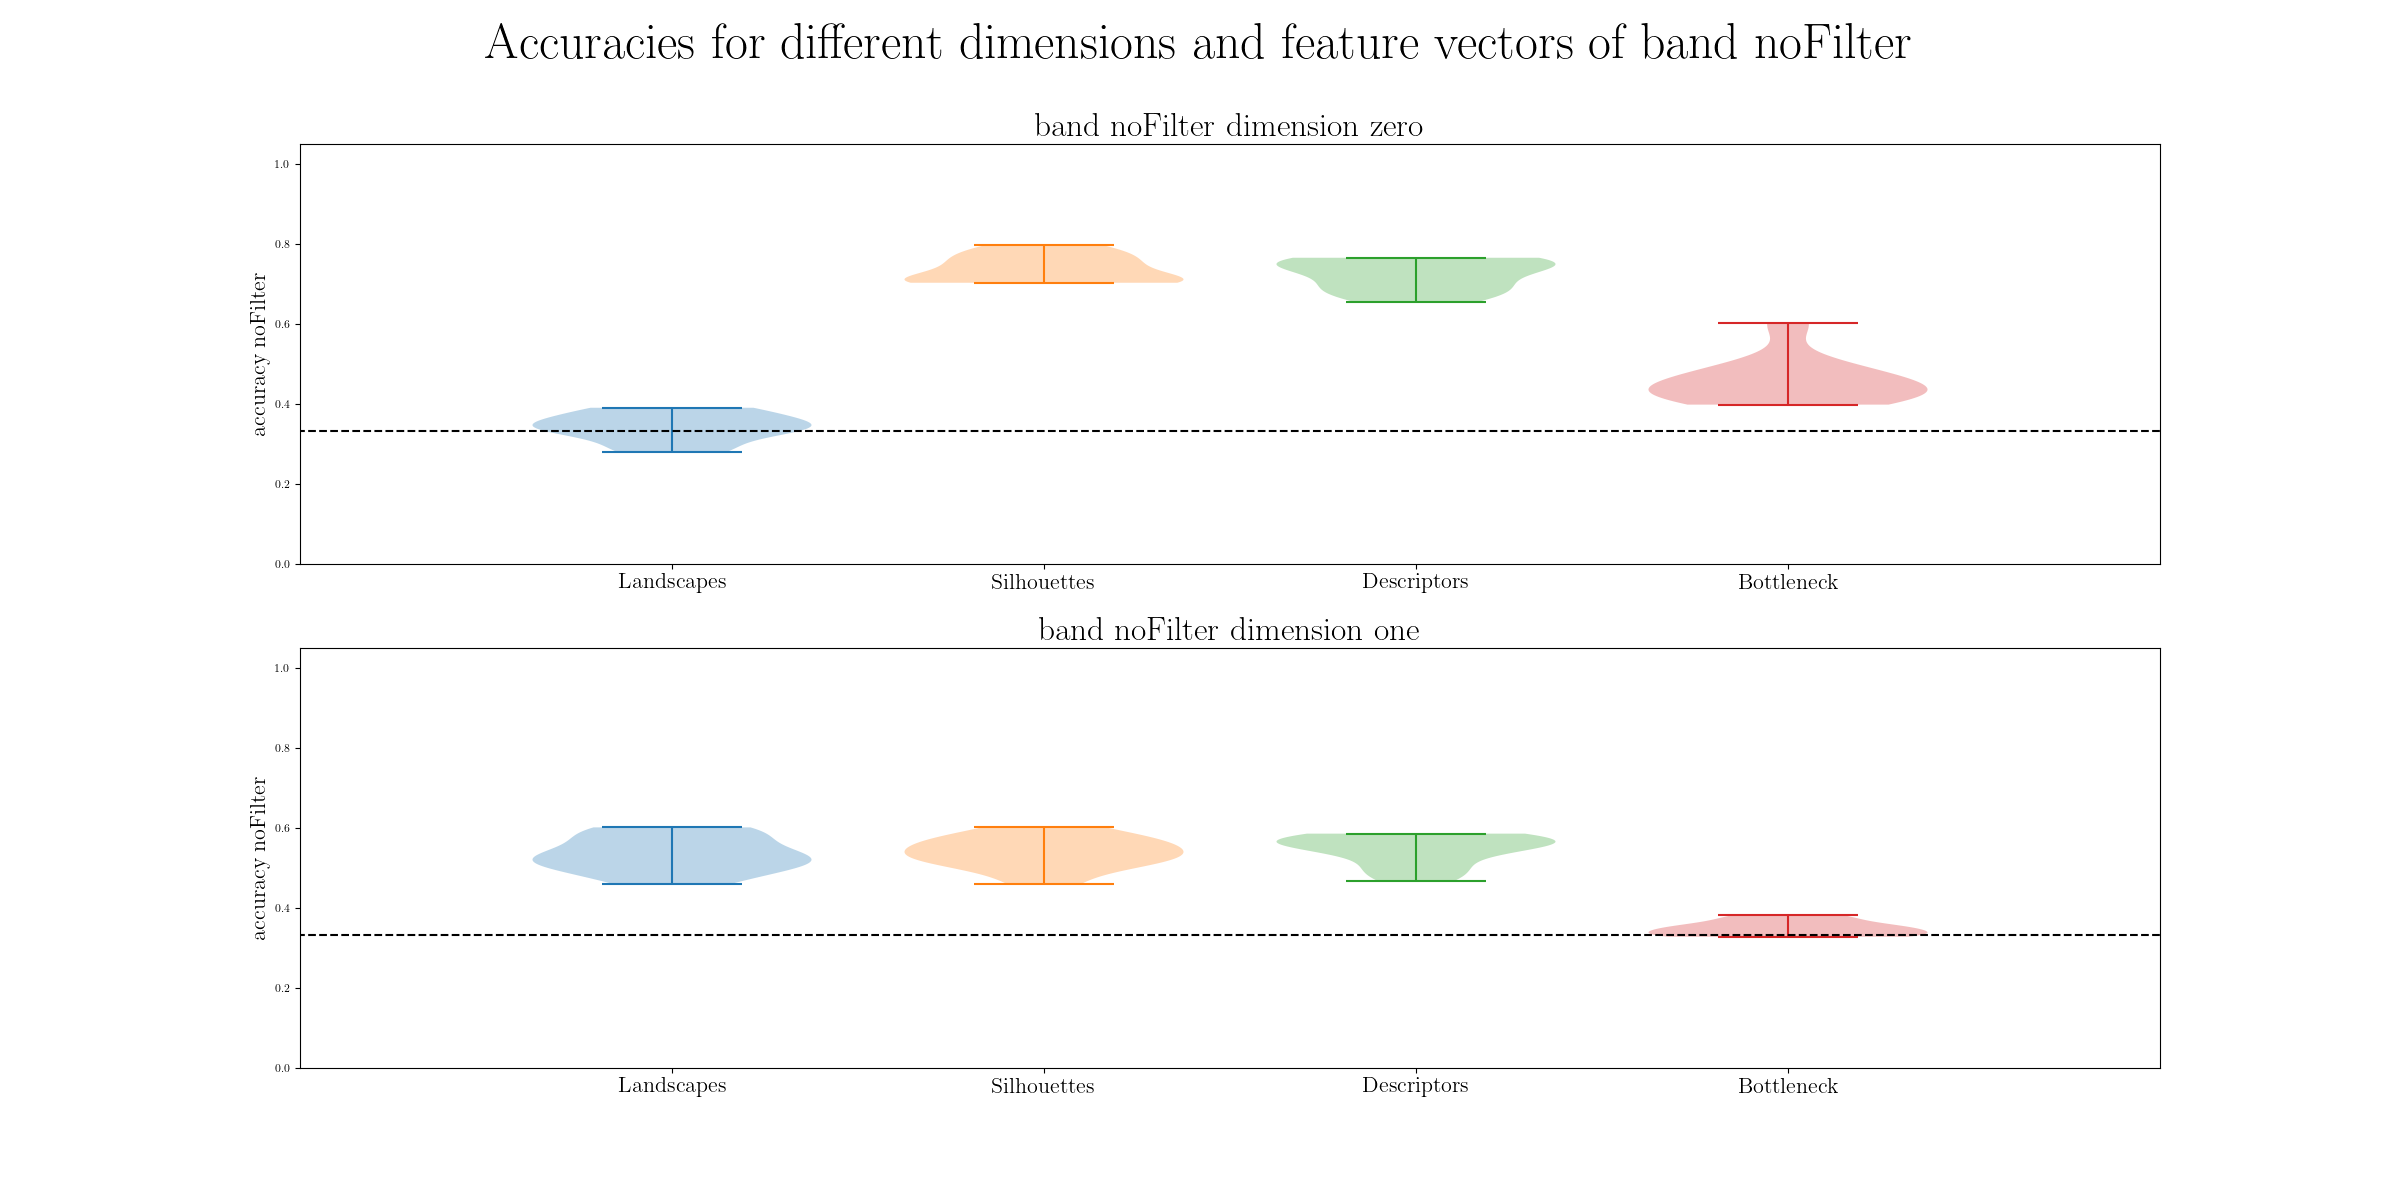 Accuracies for different dimensions and feature vectors of band noFilter
band noFilter dimension zero
accuracy noFilter
1.0
0.8
0.6
0.4
0.2
0.0
Landscapes Silhouettes Descriptors Bottleneck
band noFilter dimension one
accuracy noFilter
1.0
0.8
0.6
0.4
0.2
0.0
Landscapes Silhouettes Descriptors Bottleneck